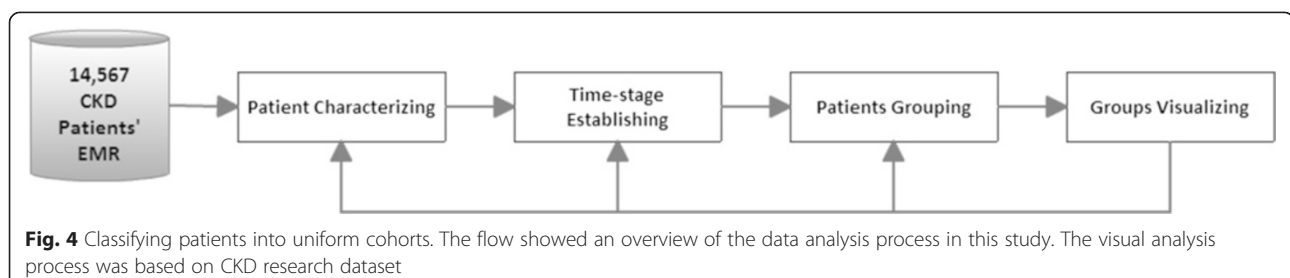 14,567
CKD
Patients'
EMR
Patient Characterizing
Time-stage
Establishing
Patients Grouping
Groups Visualizing
Fig. 4 Classifying patients into uniform cohorts. The flow showed an overview of the data analysis process in this study. The visual analysis
process was based on CKD research dataset